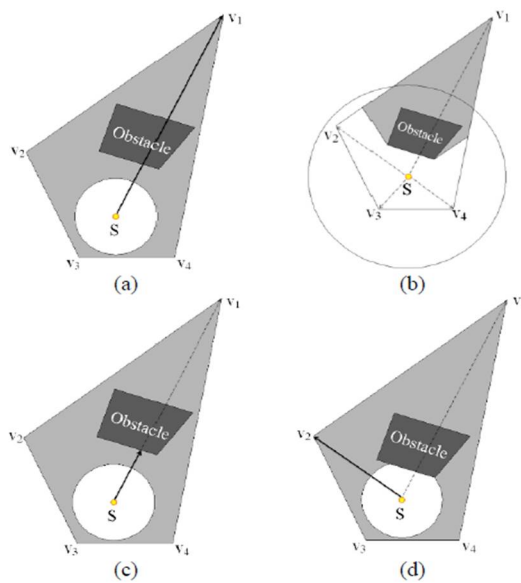 v1
Obstacle
v2
S
v3 v4
(a)
v1
Obstacle
v2
S
v3 v4
(b)
v1
Obstacle
v2
S
v3 v4
(c)
v
Obstacle
v2
S
v3 v4
(d)